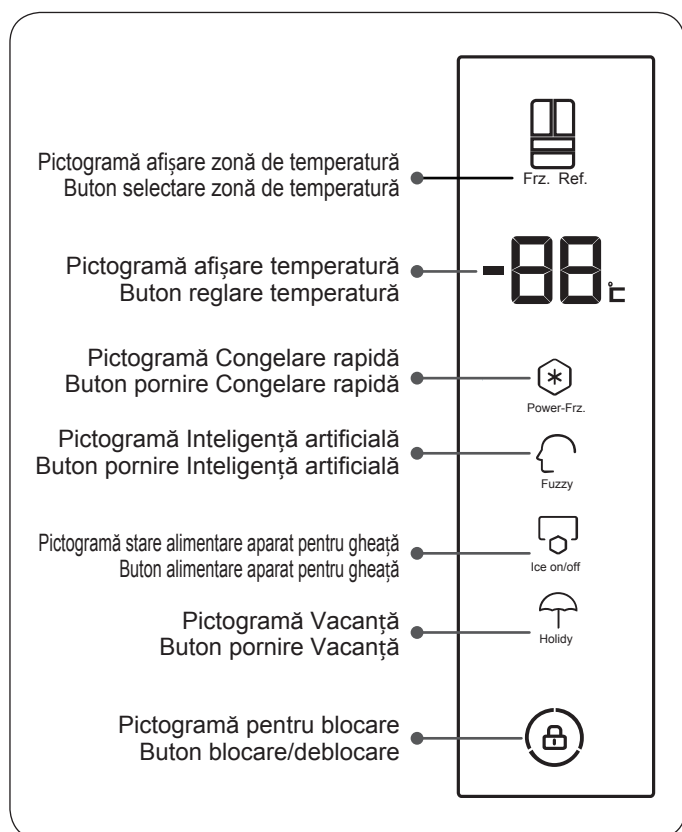 Pictogramă afișare zonă de temperatură
Buton selectare zonă de temperatură
Frz. Ref.
Pictogramă afișare temperatură
Buton reglare temperatură
-88°C
Pictogramă Congelare rapidă
Buton pornire Congelare rapidă
Power-Frz.
Pictogramă Inteligență artificială
Buton pornire Inteligență artificială
Fuzzy
Pictogramă stare alimentare aparat pentru gheață
Buton alimentare aparat pentru gheață
Ice on/off
Pictogramă Vacanță
Buton pornire Vacanță
Holidy
Pictogramă pentru blocare
Buton blocare/deblocare